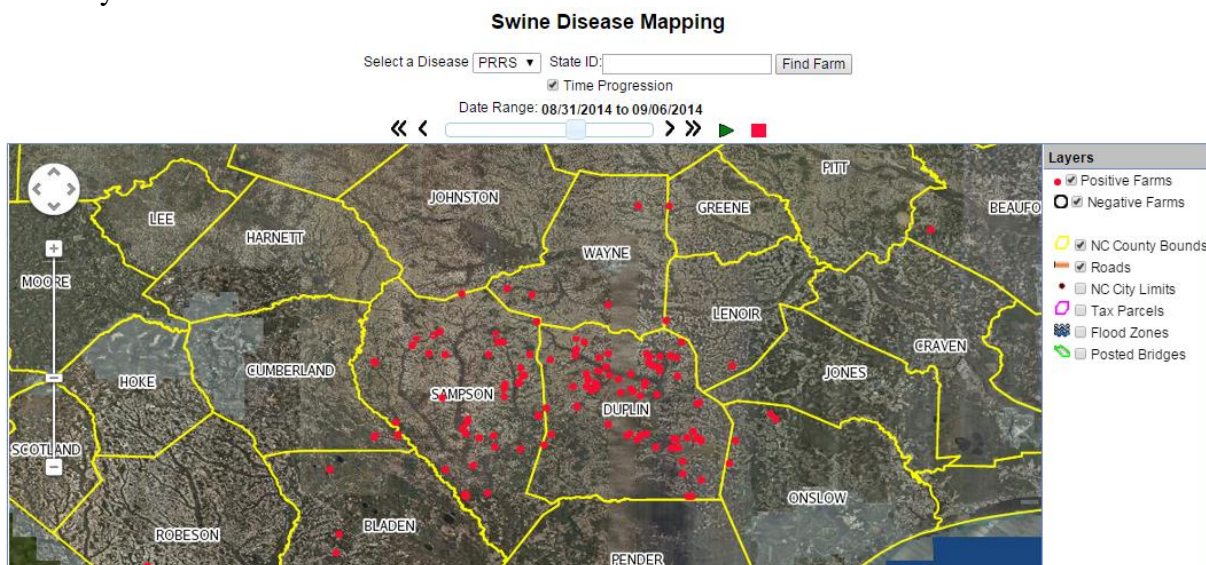 Swine Disease Mapping
Select a Disease PRRS State ID: Find Farm
Time Progression
Date Range: 08/31/2014 to 09/06/2014
Layers
Positive Farms
Negative Farms
NC County Bounds
Roads
NC City Limits
Tax Parcels
Flood Zones
Posted Bridges
PITT
JOHNSTON
GREENE
BEAUFO
LEE
HARNETT
WAYNE
MOORE
LENOIR
CRAVEN
HOKE
CUMBERLAND
JONES
SAMPSON
DUPLIN
SCOTLAND
ONSLOW
ROBESON
BLADEN
PENDER